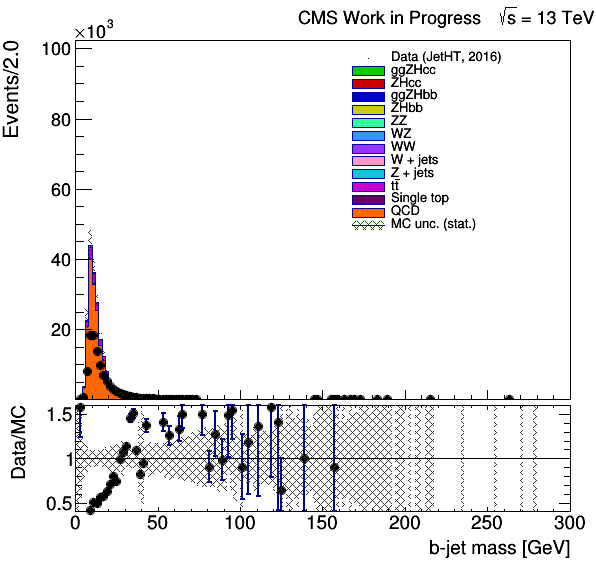 CMS Work in Progress √s = 13 TeV
×10³
Events/2.0
100
80
60
40
20
Data (JetHT, 2016)
ggZHcc
ZHcc
ggZHbb
ZHbb
ZZ
WZ
WW
W + jets
Z + jets
tt̄
Single top
QCD
MC unc. (stat.)
Data/MC
1.5
1
0.5
0 50 100 150 200 250 300
b-jet mass [GeV]